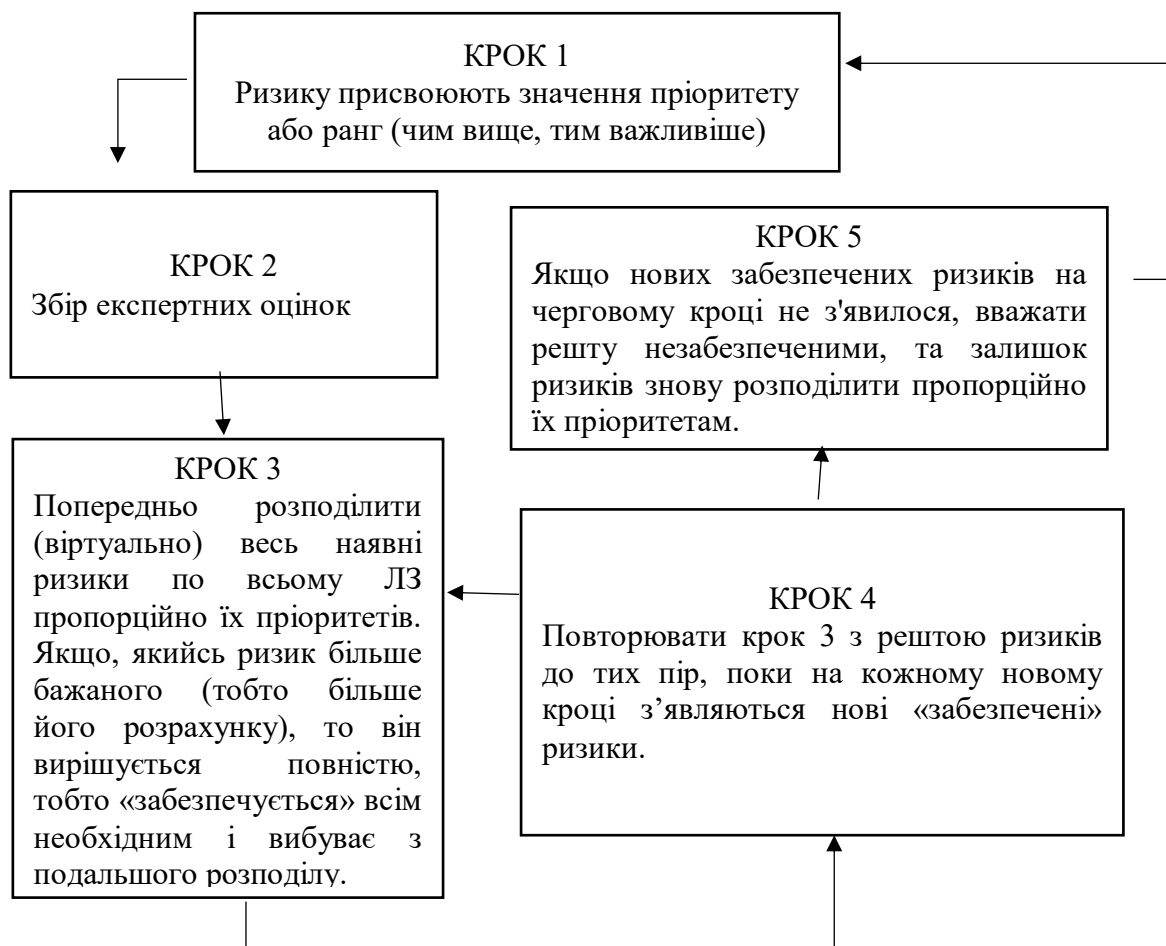 КРОК 1
Ризику присвоюють значення пріоритету
або ранг (чим вище, тим важливіше)
КРОК 2
Збір експертних оцінок
КРОК 3
Попередньо розподілити
(віртуально) весь наявні
ризики по всьому ЛЗ
пропорційно їх пріоритетів.
Якщо, якийсь ризик більше
бажаного (тобто більше
його розрахунку), то він
вирішується повністю,
тобто «забезпечується» всім
необхідним і вибуває з
подальшого розподілу.
КРОК 4
Повторювати крок 3 з рештою ризиків
до тих пір, поки на кожному новому
кроці з’являються нові «забезпечені»
ризики.
КРОК 5
Якщо нових забезпечених ризиків на
черговому кроці не з'явилося, вважати
решту незабезпеченими, та залишок
ризиків знову розподілити пропорційно
їх пріоритетам.